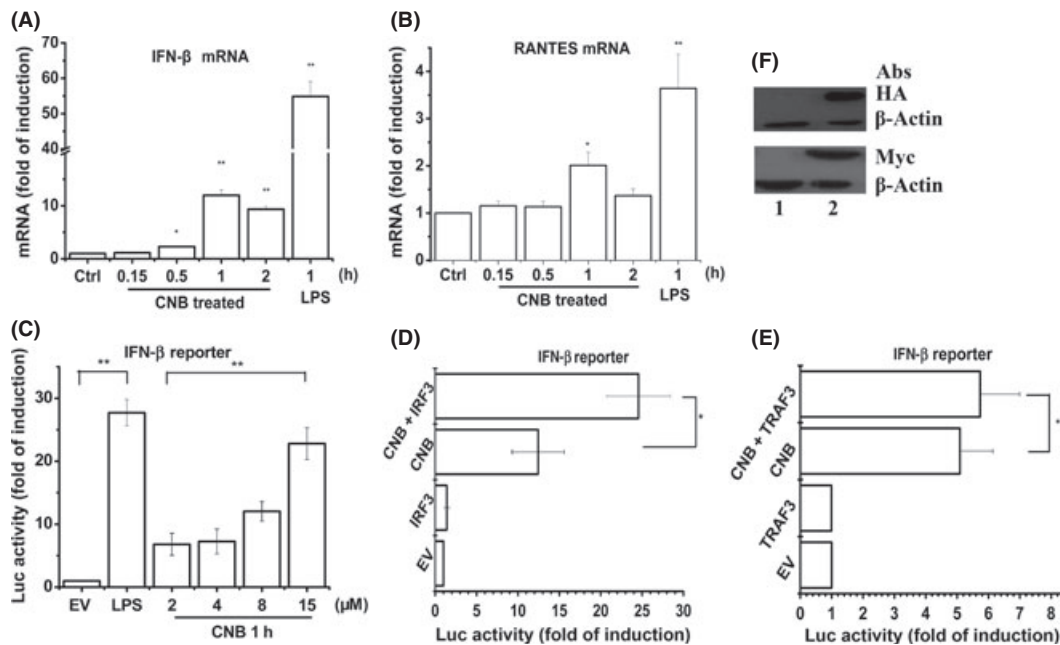 (A)
IFN-β mRNA
mRNA (fold of induction)
70
60
50
40
10
0
**
**
**
*
Ctrl 0.15 0.5 1 2 1 (h)
CNB treated LPS
(B)
RANTES mRNA
mRNA (fold of induction)
4
3
2
1
0
**
*
Ctrl 0.15 0.5 1 2 1 (h)
CNB treated LPS
(F)
Abs
HA
β-Actin
Myc
β-Actin
1 2
(C)
IFN-β reporter
Luc activity (fold of induction)
30
20
10
0
** **
EV LPS 2 4 8 15 (μM)
CNB 1 h
(D)
IFN-β reporter
CNB + IRF3
CNB
IRF3
EV
*
0 5 10 15 20 25 30
Luc activity (fold of induction)
(E)
IFN-β reporter
CNB + TRAF3
CNB
TRAF3
EV
*
0 1 2 3 4 5 6 7 8
Luc activity (fold of induction)